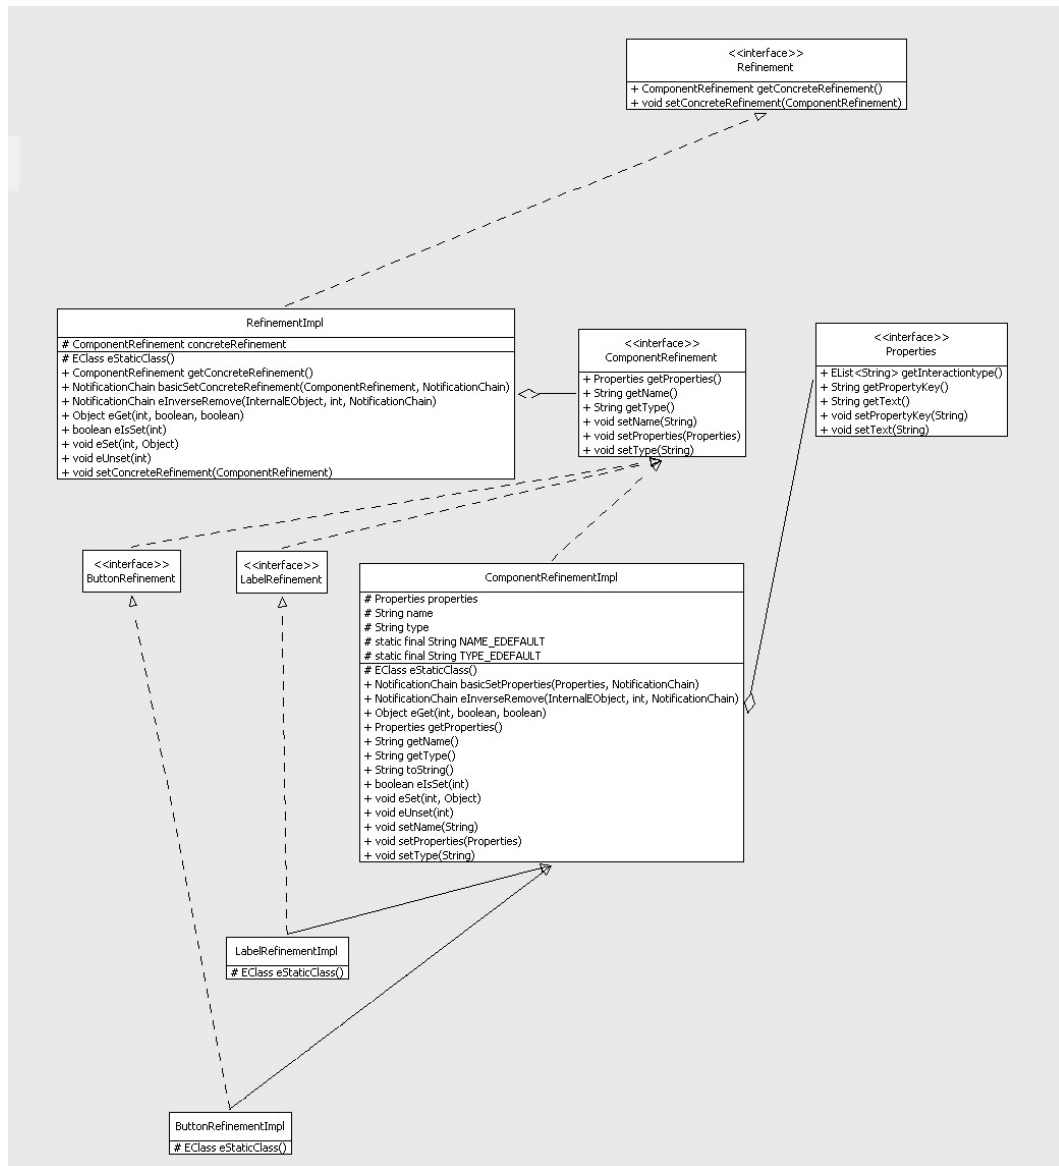 <<interface>>
Refinement
+ ComponentRefinement getConcreteRefinement()
+ void setConcreteRefinement(ComponentRefinement)
RefinementImpl
# ComponentRefinement concreteRefinement
# EClass eStaticClass()
+ ComponentRefinement getConcreteRefinement()
+ NotificationChain basicSetConcreteRefinement(ComponentRefinement, NotificationChain)
+ NotificationChain eInverseRemove(InternalEObject, int, NotificationChain)
+ Object eGet(int, boolean, boolean)
+ boolean eIsSet(int)
+ void eSet(int, Object)
+ void eUnset(int)
+ void setConcreteRefinement(ComponentRefinement)
<<interface>>
ComponentRefinement
+ Properties getProperties()
+ String getName()
+ String getType()
+ void setName(String)
+ void setProperties(Properties)
+ void setType(String)
<<interface>>
Properties
+ EList<String> getInteractiontype()
+ String getPropertyKey()
+ String getText()
+ void setPropertyKey(String)
+ void setText(String)
<<interface>>
ButtonRefinement
<<interface>>
LabelRefinement
ComponentRefinementImpl
# Properties properties
# String name
# String type
# static final String NAME_EDEFAULT
# static final String TYPE_EDEFAULT
# EClass eStaticClass()
+ NotificationChain basicSetProperties(Properties, NotificationChain)
+ NotificationChain eInverseRemove(InternalEObject, int, NotificationChain)
+ Object eGet(int, boolean, boolean)
+ Properties getProperties()
+ String getName()
+ String getType()
+ String toString()
+ boolean eIsSet(int)
+ void eSet(int, Object)
+ void eUnset(int)
+ void setName(String)
+ void setProperties(Properties)
+ void setType(String)
LabelRefinementImpl
# EClass eStaticClass()
ButtonRefinementImpl
# EClass eStaticClass()